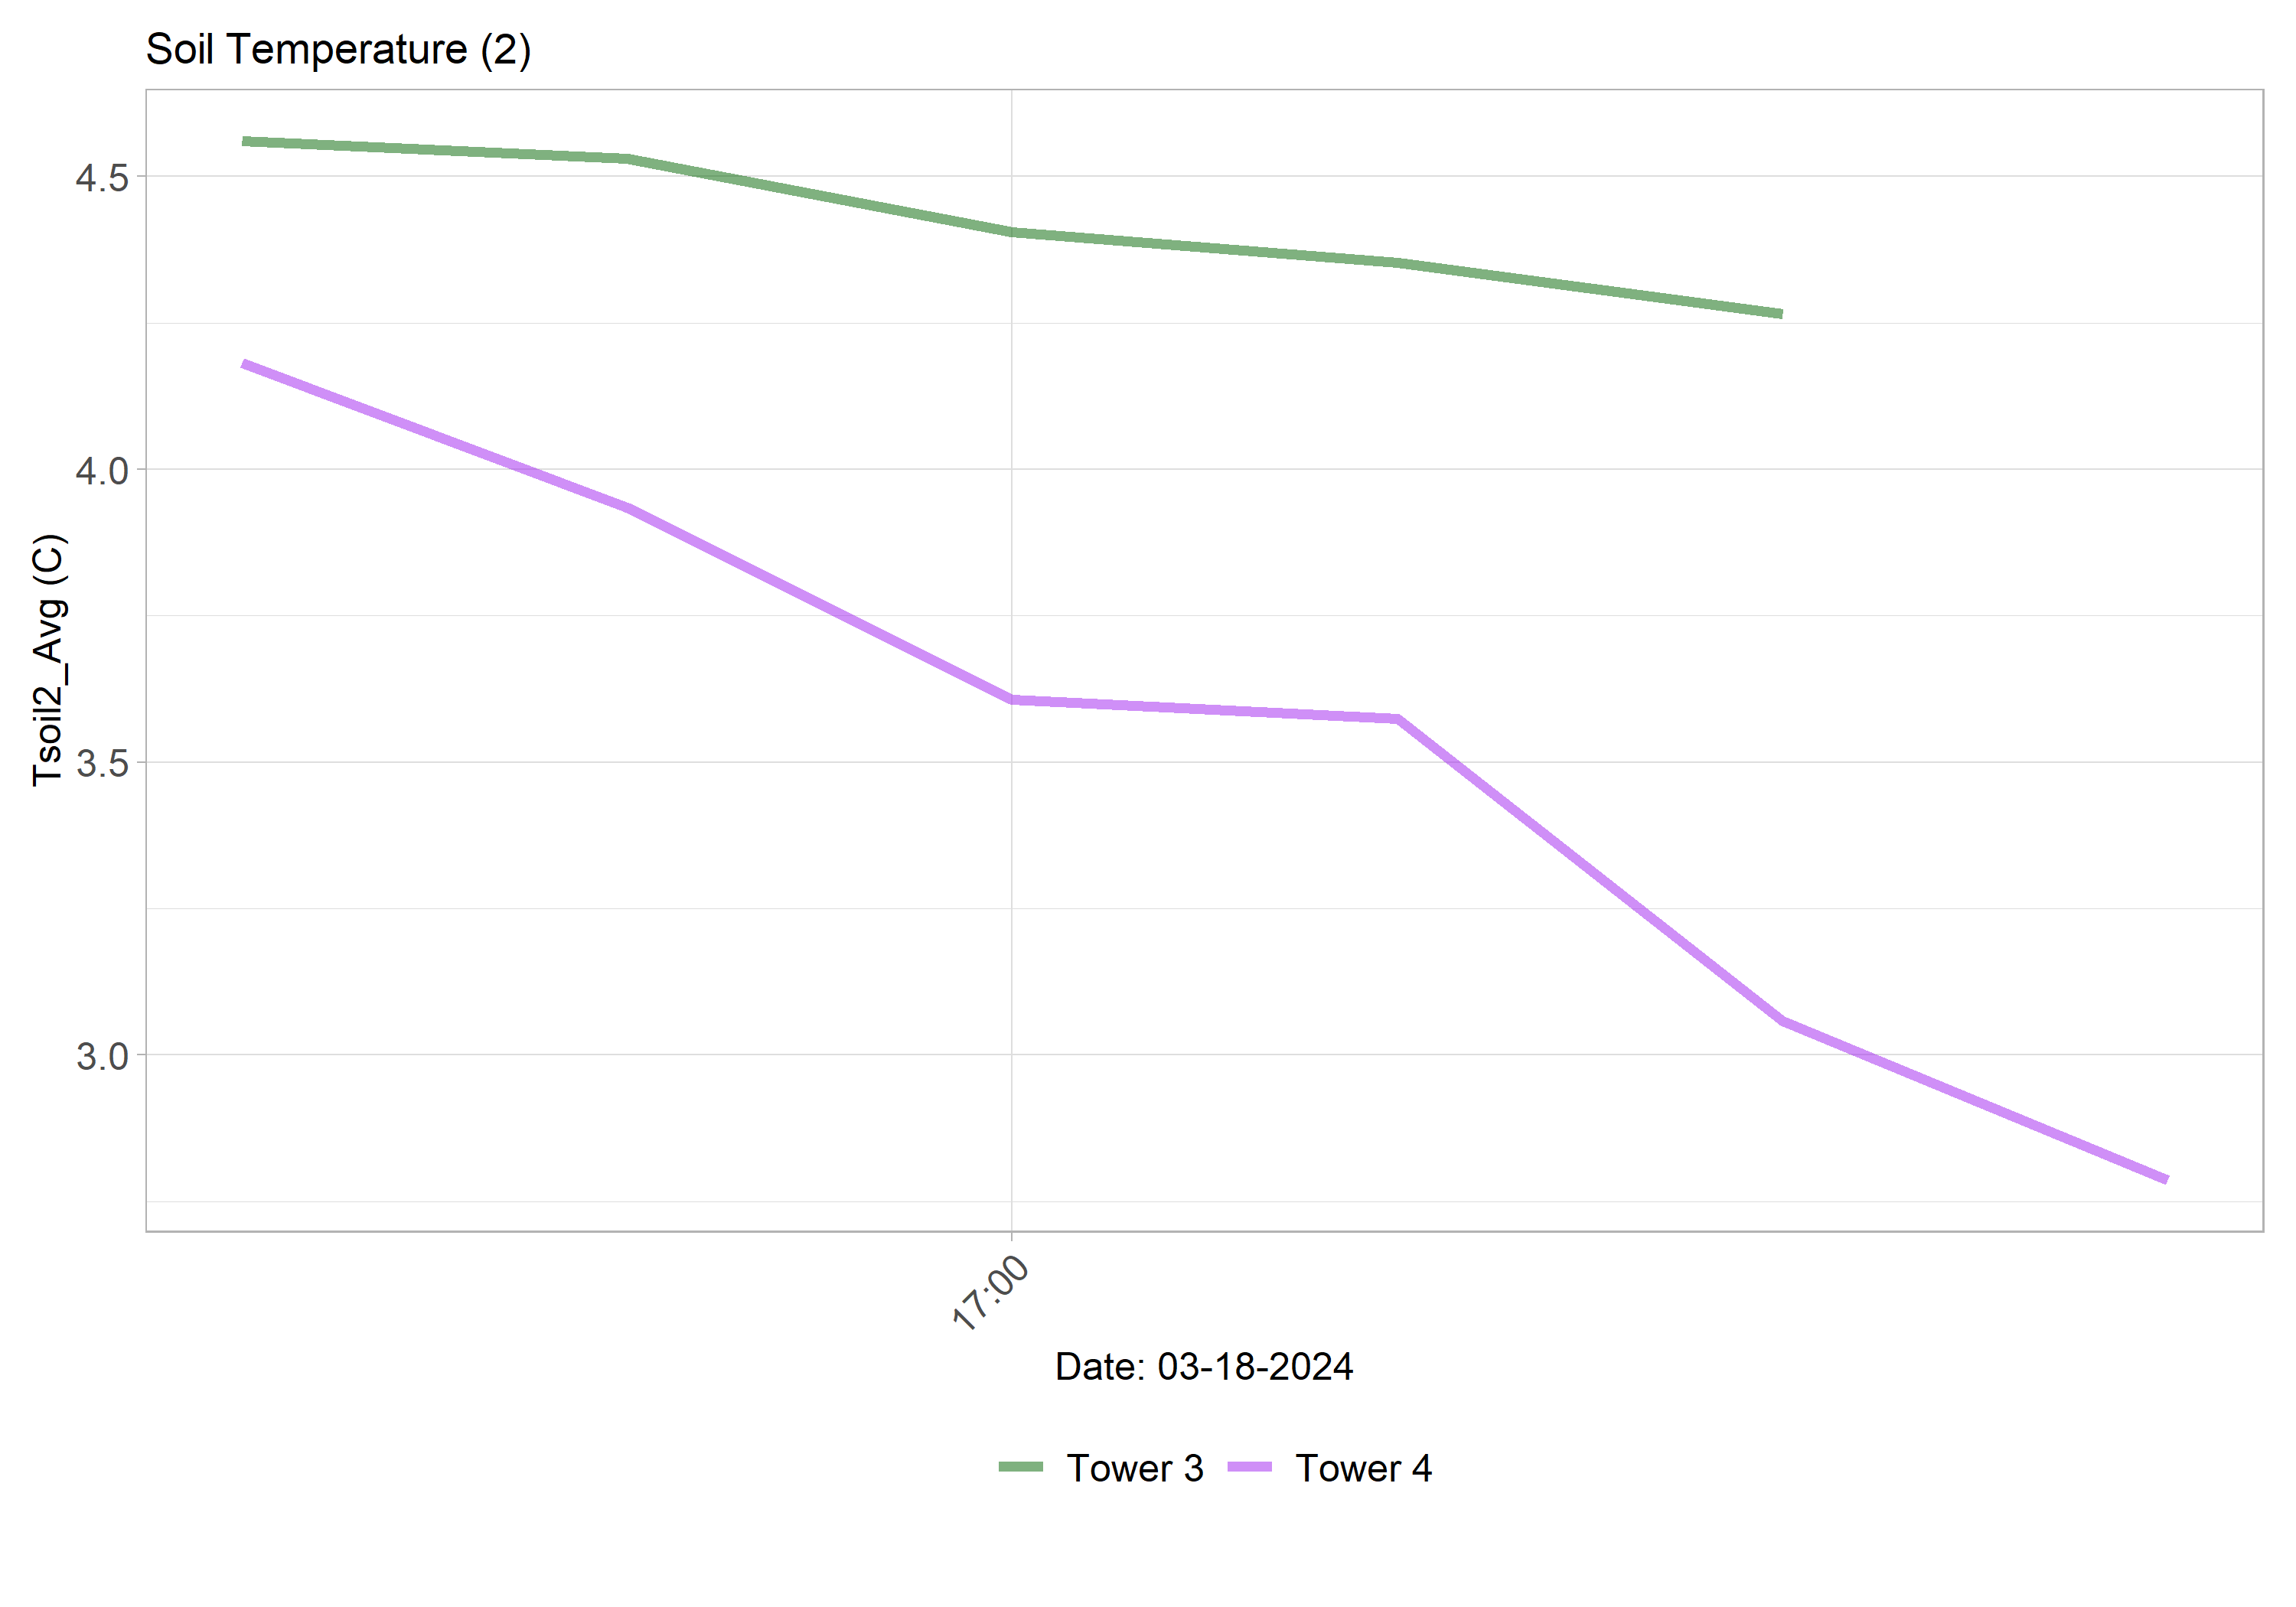 Soil Temperature (2)
Tsoil2_Avg (C)
4.5
4.0
3.5
3.0
17:00
Date: 03-18-2024
Tower 3 Tower 4